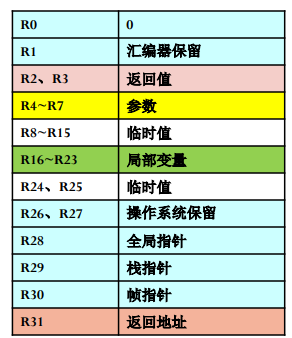 R0 0
R1 汇编器保留
R2、R3 返回值
R4~R7 参数
R8~R15 临时值
R16~R23 局部变量
R24、R25 临时值
R26、R27 操作系统保留
R28 全局指针
R29 栈指针
R30 帧指针
R31 返回地址